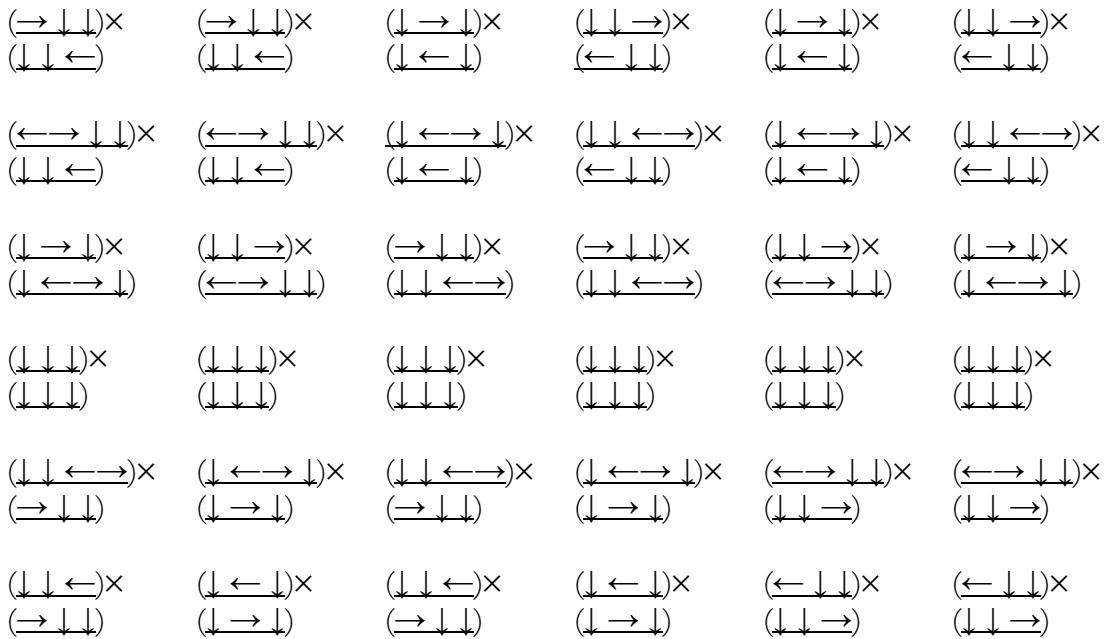 (→ ↓ ↓)× (→ ↓ ↓)× (↓ → ↓)× (↓ ↓ →)× (↓ → ↓)× (↓ ↓ →)×
(↓ ↓ ←) (↓ ↓ ←) (↓ ← ↓) (← ↓ ↓) (↓ ← ↓) (← ↓ ↓)
(←→ ↓ ↓)× (←→ ↓ ↓)× (↓ ←→ ↓)× (↓ ↓ ←→)× (↓ ←→ ↓)× (↓ ↓ ←→)×
(↓ ↓ ←) (↓ ↓ ←) (↓ ← ↓) (← ↓ ↓) (↓ ← ↓) (← ↓ ↓)
(↓ → ↓)× (↓ ↓ →)× (→ ↓ ↓)× (→ ↓ ↓)× (↓ ↓ →)× (↓ → ↓)×
(↓ ←→ ↓) (←→ ↓ ↓) (↓ ↓ ←→) (↓ ↓ ←→) (←→ ↓ ↓) (↓ ←→ ↓)
(↓ ↓ ↓)× (↓ ↓ ↓)× (↓ ↓ ↓)× (↓ ↓ ↓)× (↓ ↓ ↓)× (↓ ↓ ↓)×
(↓ ↓ ↓) (↓ ↓ ↓) (↓ ↓ ↓) (↓ ↓ ↓) (↓ ↓ ↓) (↓ ↓ ↓)
(↓ ↓ ←→)× (↓ ←→ ↓)× (↓ ↓ ←→)× (↓ ←→ ↓)× (←→ ↓ ↓)× (←→ ↓ ↓)×
(→ ↓ ↓) (↓ → ↓) (→ ↓ ↓) (↓ → ↓) (↓ ↓ →) (↓ ↓ →)
(↓ ↓ ←)× (↓ ← ↓)× (↓ ↓ ←)× (↓ ← ↓)× (← ↓ ↓)× (← ↓ ↓)×
(→ ↓ ↓) (↓ → ↓) (→ ↓ ↓) (↓ → ↓) (↓ ↓ →) (↓ ↓ →)